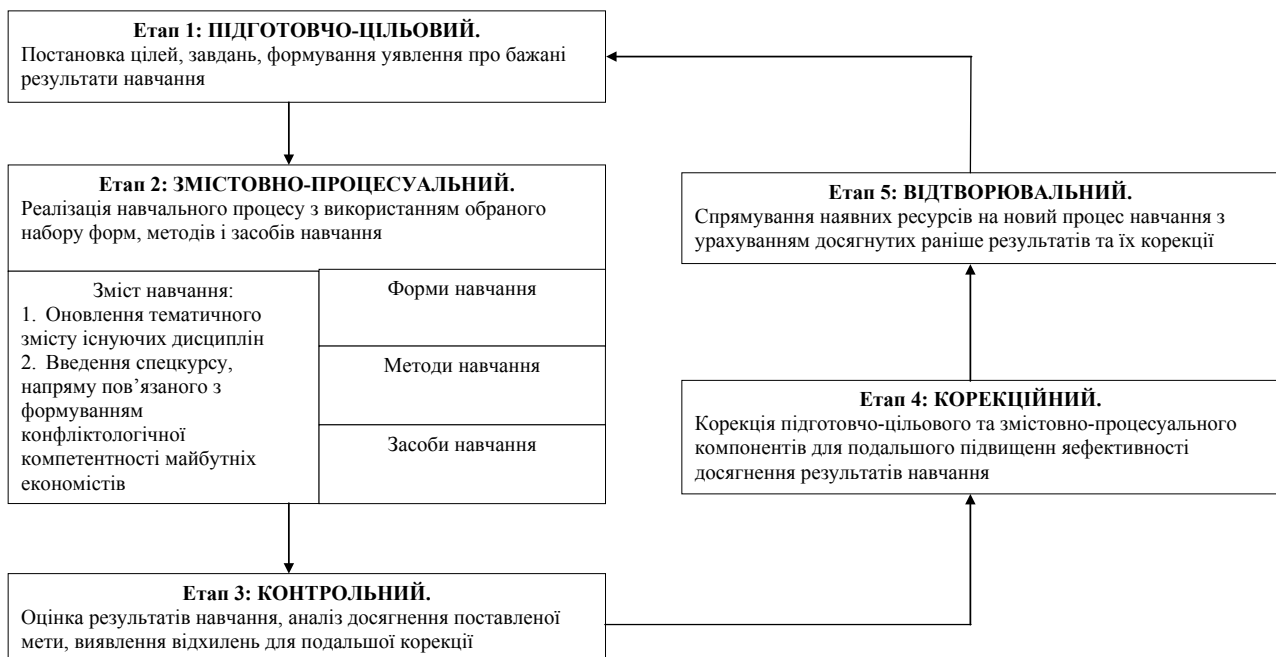 Етап 1: ПІДГОТОВЧО-ЦІЛЬОВИЙ.
Постановка цілей, завдань, формування уявлення про бажані
результати навчання
Етап 2: ЗМІСТОВНО-ПРОЦЕСУАЛЬНИЙ.
Реалізація навчального процесу з використанням обраного
набору форм, методів і засобів навчання
Зміст навчання:
1. Оновлення тематичного
змісту існуючих дисциплін
2. Введення спецкурсу,
напряму пов’язаного з
формуванням
конфліктологічної
компетентності майбутніх
економістів
Форми навчання
Методи навчання
Засоби навчання
Етап 3: КОНТРОЛЬНИЙ.
Оцінка результатів навчання, аналіз досягнення поставленої
мети, виявлення відхилень для подальшої корекції
Етап 4: КОРЕКЦІЙНИЙ.
Корекція підготовчо-цільового та змістовно-процесуального
компонентів для подальшого підвищенн яефективності
досягнення результатів навчання
Етап 5: ВІДТВОРЮВАЛЬНИЙ.
Спрямування наявних ресурсів на новий процес навчання з
урахуванням досягнутих раніше результатів та їх корекції